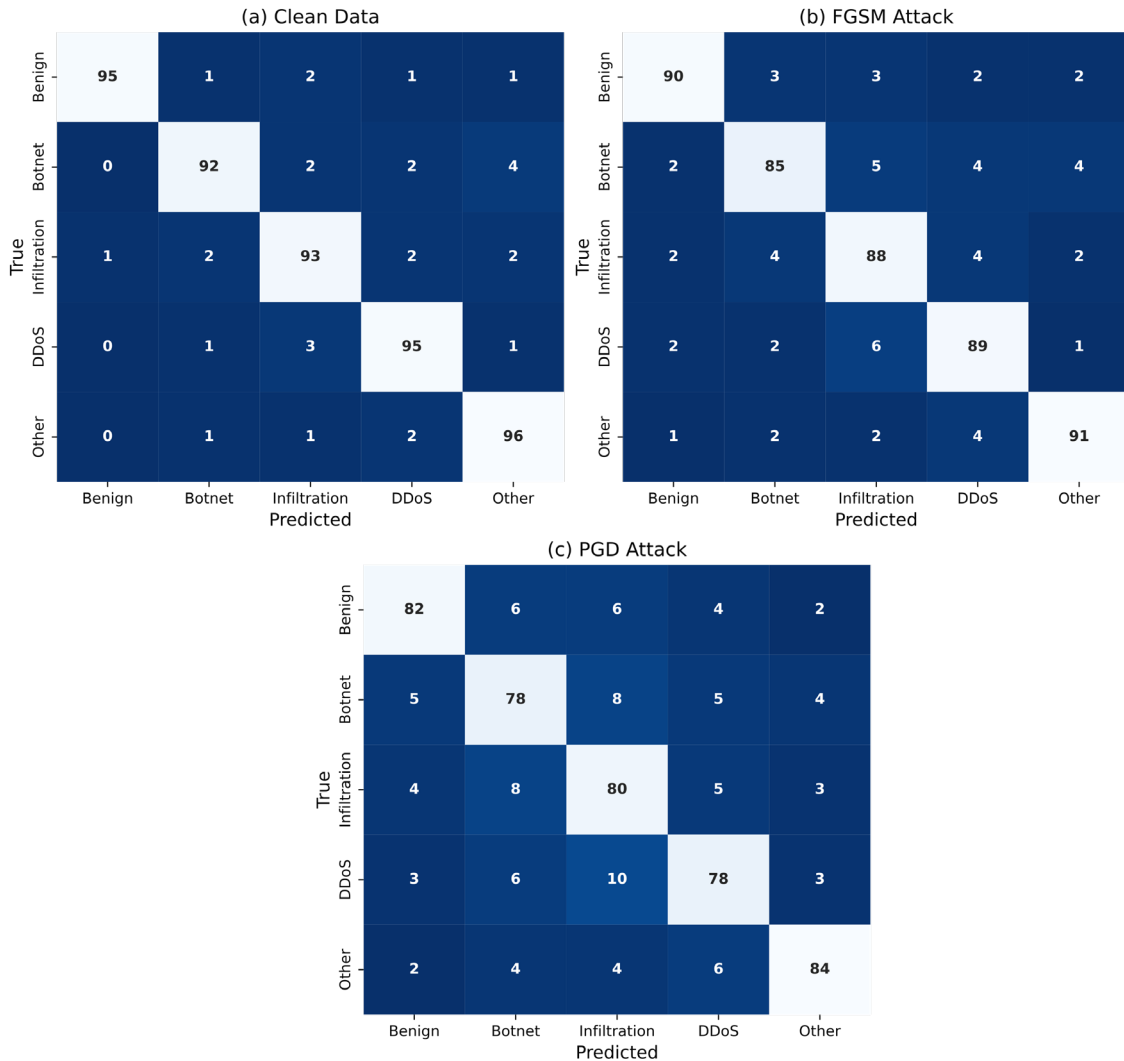 (a) Clean Data
True
Benign 95 1 2 1 1
Botnet 0 92 2 2 4
Infiltration 1 2 93 2 2
DDoS 0 1 3 95 1
Other 0 1 1 2 96
Benign Botnet Infiltration DDoS Other
Predicted
(b) FGSM Attack
True
Benign 90 3 3 2 2
Botnet 2 85 5 4 4
Infiltration 2 4 88 4 2
DDoS 2 2 6 89 1
Other 1 2 2 4 91
Benign Botnet Infiltration DDoS Other
Predicted
(c) PGD Attack
True
Benign 82 6 6 4 2
Botnet 5 78 8 5 4
Infiltration 4 8 80 5 3
DDoS 3 6 10 78 3
Other 2 4 4 6 84
Benign Botnet Infiltration DDoS Other
Predicted